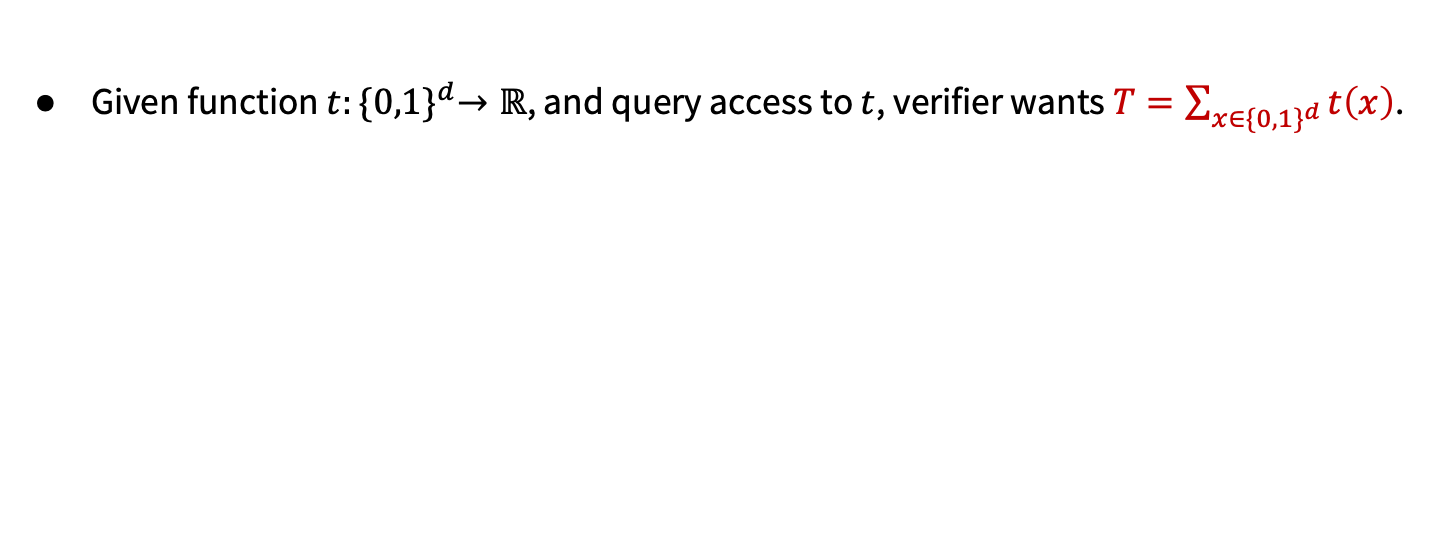 ● Given function 𝑡: {0,1}ᵈ → ℝ, and query access to 𝑡, verifier wants 𝑇 = ∑_{𝑥∈{0,1}ᵈ} 𝑡(𝑥).